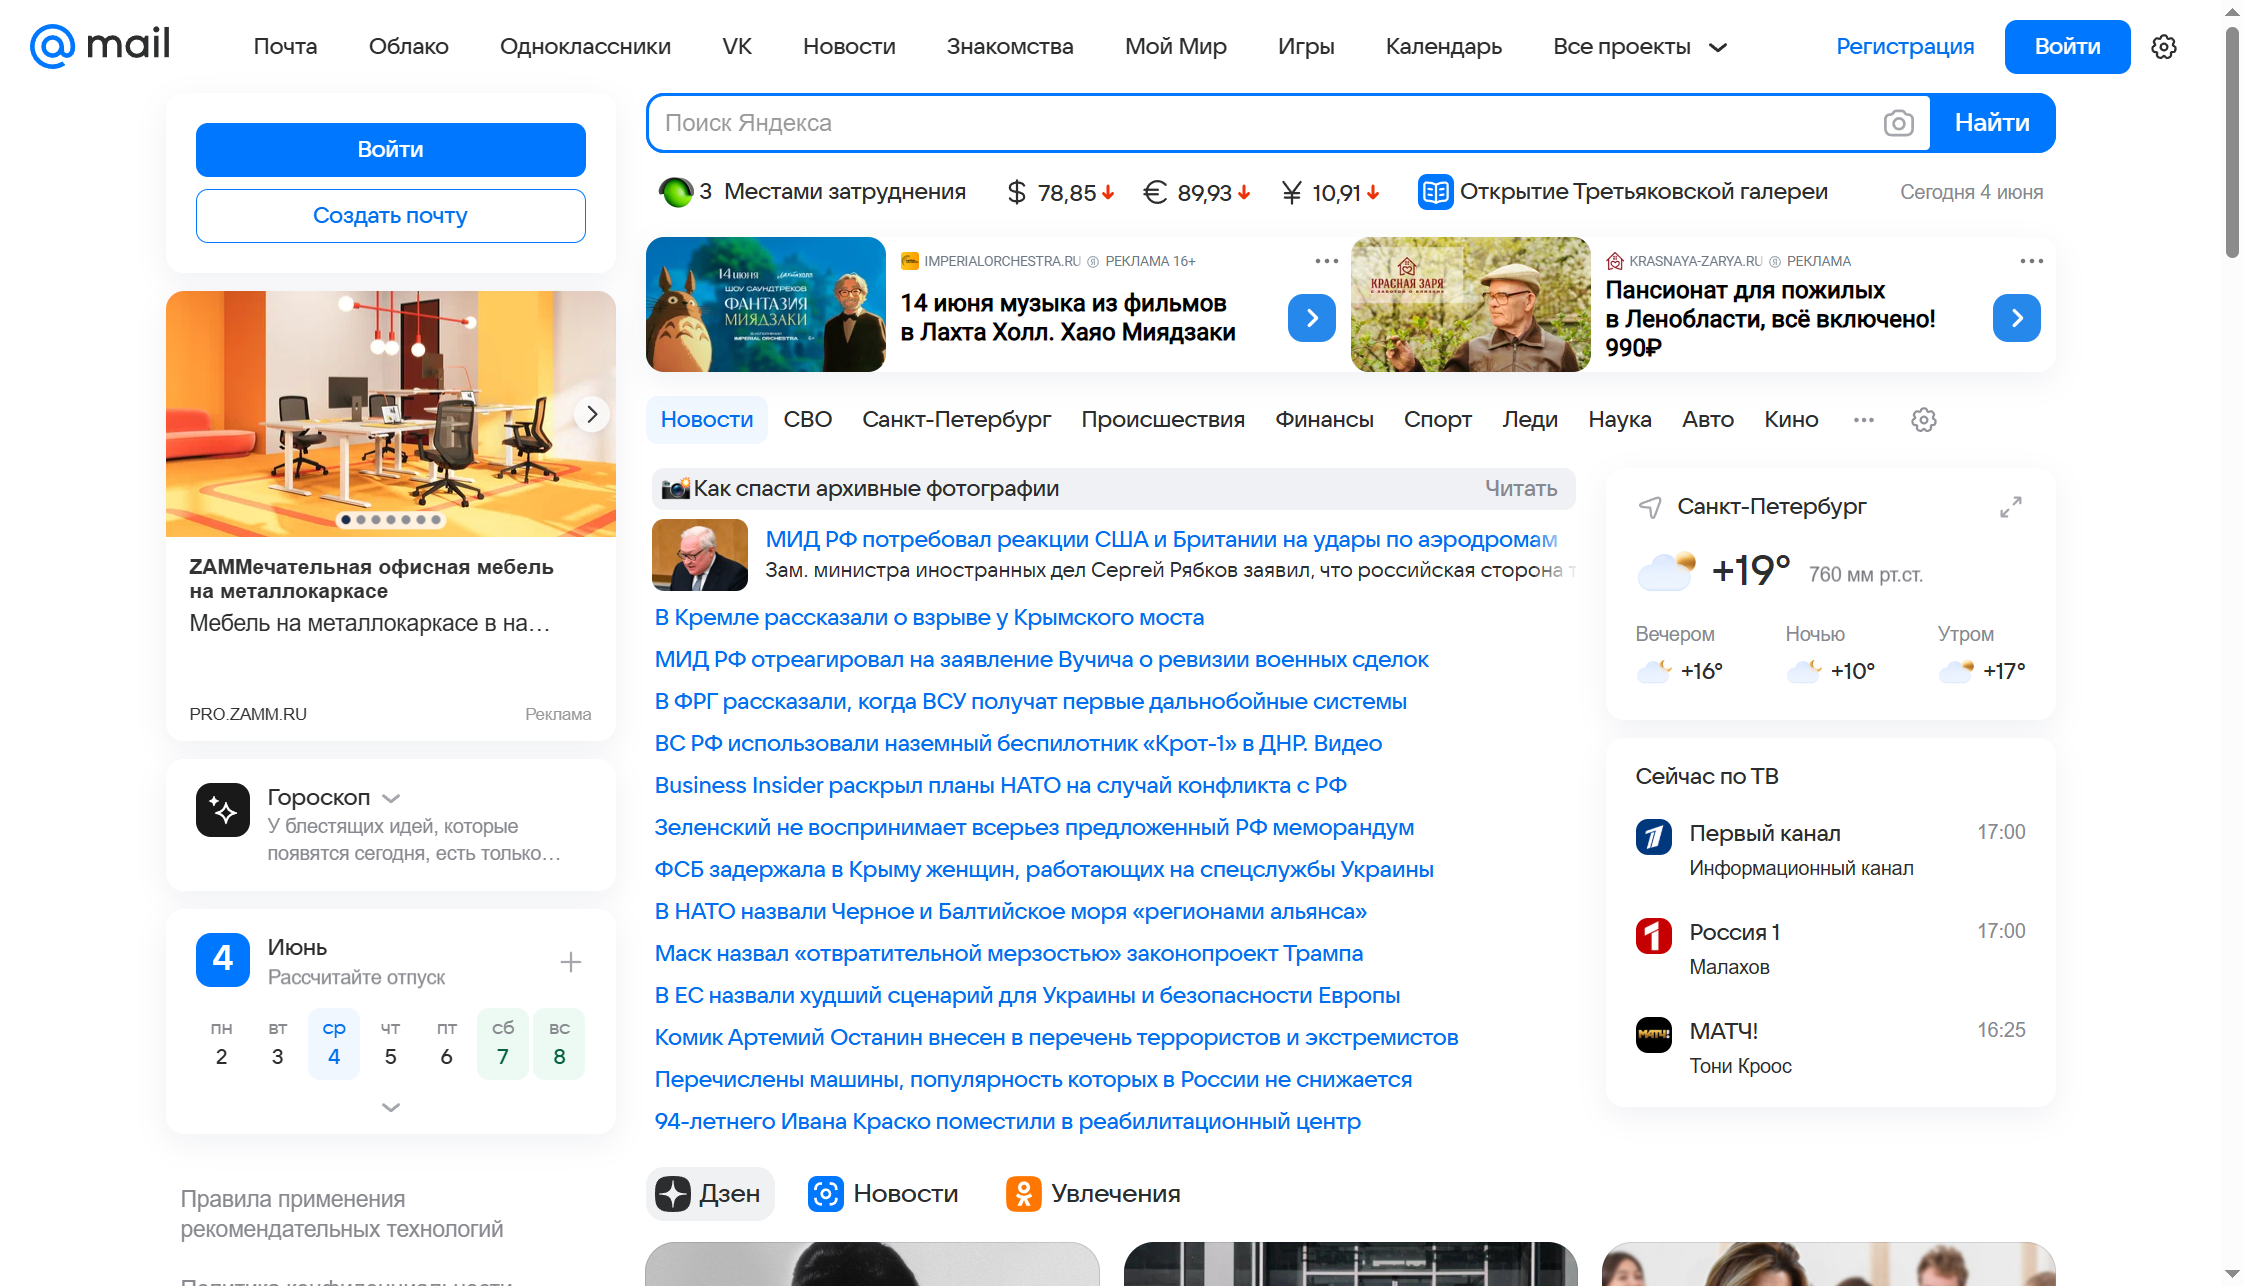 mail
Почта
Облако
Одноклассники
VK
Новости
Знакомства
Мой Мир
Игры
Календарь
Все проекты
Регистрация
Войти
Войти
Создать почту
Поиск Яндекса
Найти
3 Местами затруднения
$ 78,85
€ 89,93
¥ 10,91
Открытие Третьяковской галереи
Сегодня 4 июня
14 ИЮНЯ
ШОУ САУНДТРЕКОВ
ФАНТАЗИЯ
МИЯДЗАКИ
IMPERIAL ORCHESTRA
IMPERIALORCHESTRA.RU РЕКЛАМА 16+
14 июня музыка из фильмов
в Лахта Холл. Хаяо Миядзаки
КРАСНАЯ ЗАРЯ
С ЗАБОТОЙ О БЛИЗКИХ
KRASNAYA-ZARYA.RU РЕКЛАМА
Пансионат для пожилых
в Ленобласти, всё включено!
990₽
ZAMMечательная офисная мебель
на металлокаркасе
Мебель на металлокаркасе в на…
PRO.ZAMM.RU
Реклама
Гороскоп
У блестящих идей, которые
появятся сегодня, есть только…
4
Июнь
Рассчитайте отпуск
пн вт ср чт пт сб вс
2 3 4 5 6 7 8
Правила применения
рекомендательных технологий
Политика конфиденциальности
Новости
СВО
Санкт-Петербург
Происшествия
Финансы
Спорт
Леди
Наука
Авто
Кино
Как спасти архивные фотографии
Читать
МИД РФ потребовал реакции США и Британии на удары по аэродромам
Зам. министра иностранных дел Сергей Рябков заявил, что российская сторона т
В Кремле рассказали о взрыве у Крымского моста
МИД РФ отреагировал на заявление Вучича о ревизии военных сделок
В ФРГ рассказали, когда ВСУ получат первые дальнобойные системы
ВС РФ использовали наземный беспилотник «Крот-1» в ДНР. Видео
Business Insider раскрыл планы НАТО на случай конфликта с РФ
Зеленский не воспринимает всерьез предложенный РФ меморандум
ФСБ задержала в Крыму женщин, работающих на спецслужбы Украины
В НАТО назвали Черное и Балтийское моря «регионами альянса»
Маск назвал «отвратительной мерзостью» законопроект Трампа
В ЕС назвали худший сценарий для Украины и безопасности Европы
Комик Артемий Останин внесен в перечень террористов и экстремистов
Перечислены машины, популярность которых в России не снижается
94-летнего Ивана Краско поместили в реабилитационный центр
Санкт-Петербург
+19° 760 мм рт.ст.
Вечером Ночью Утром
+16° +10° +17°
Сейчас по ТВ
Первый канал 17:00
Информационный канал
Россия 1 17:00
Малахов
МАТЧ!
МАТЧ! 16:25
Тони Кроос
Дзен
Новости
Увлечения